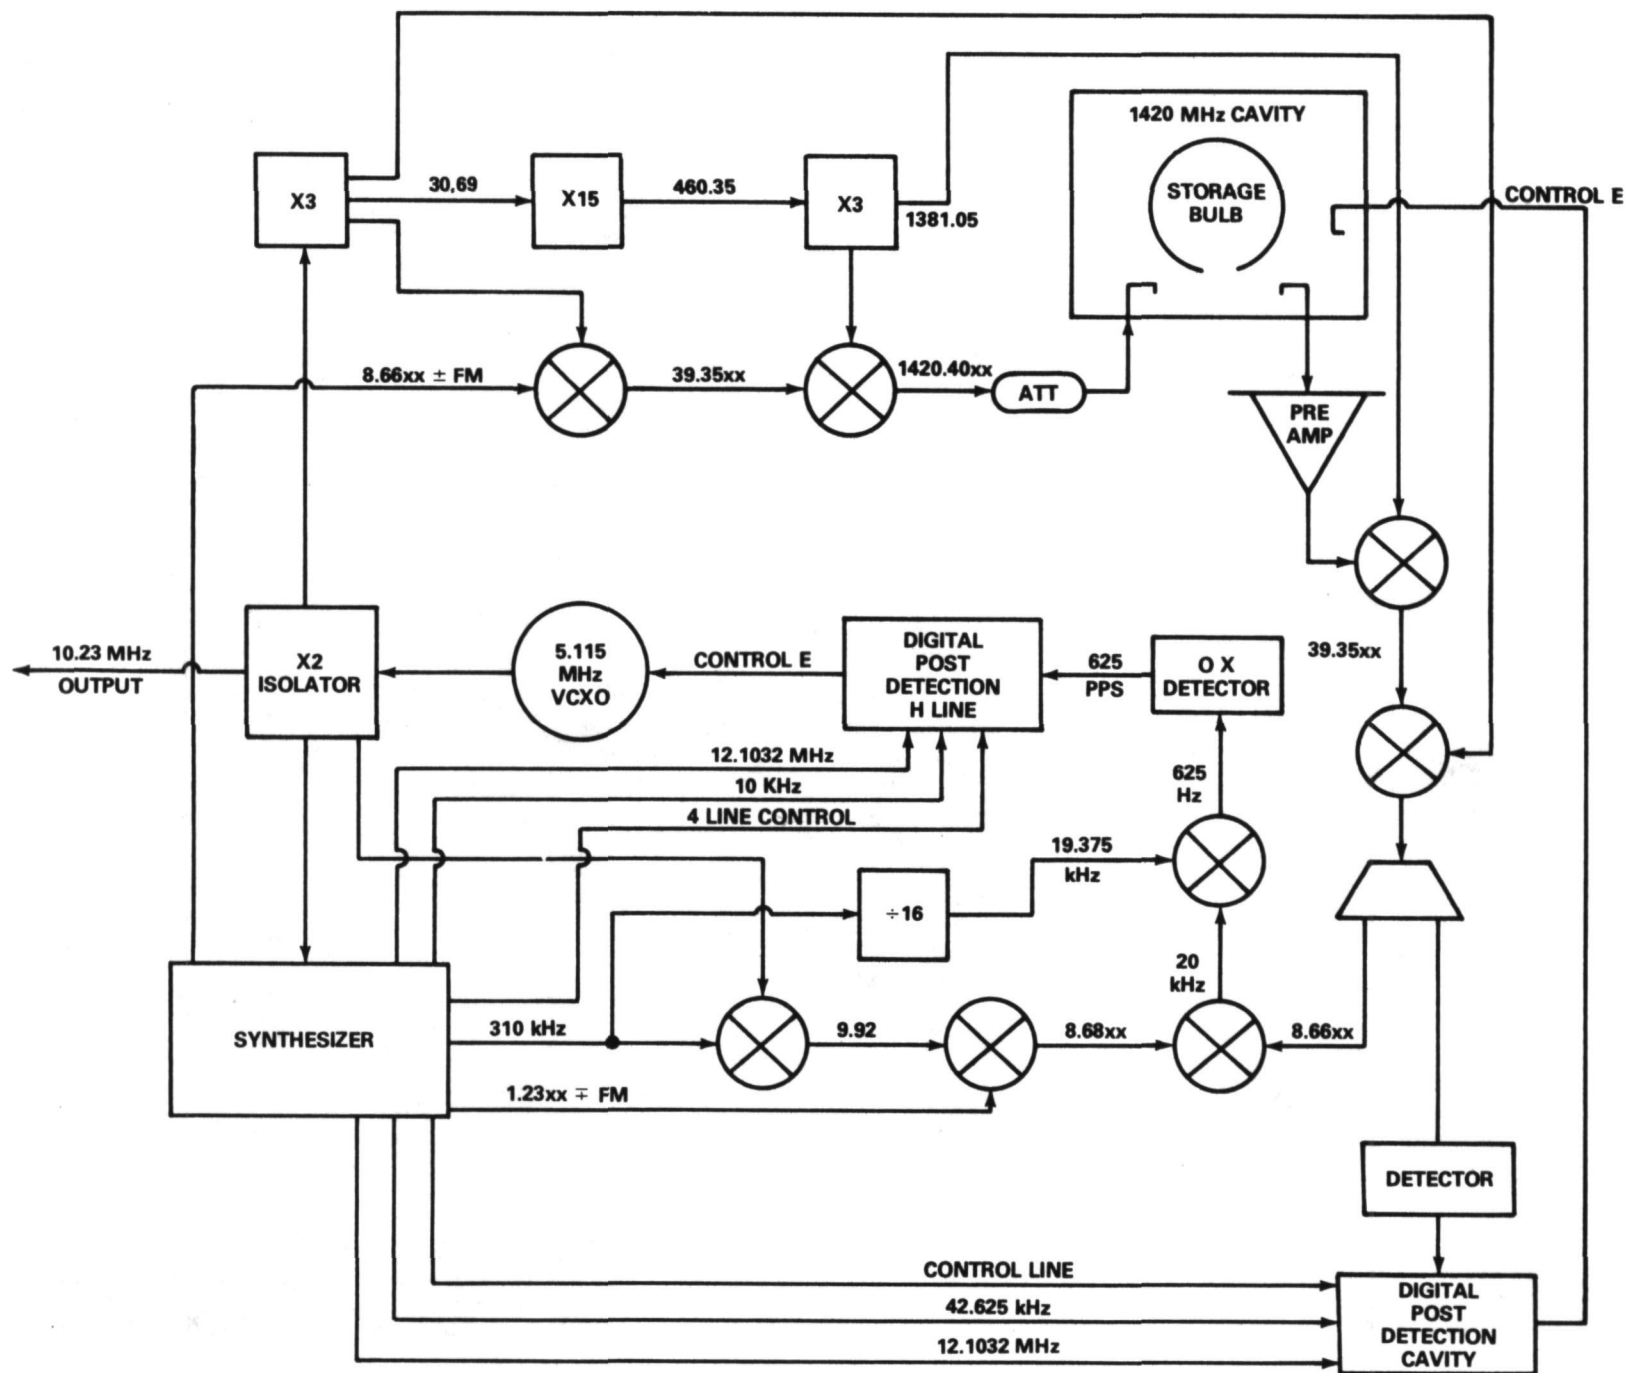 1420 MHz CAVITY
X3
30,69
X15
460.35
X3
1381.05
STORAGE
BULB
CONTROL E
8.66xx ± FM
39.35xx
1420.40xx
ATT
PRE
AMP
10.23 MHz
OUTPUT
X2
ISOLATOR
5.115
MHz
VCXO
CONTROL E
DIGITAL
POST
DETECTION
H LINE
625
PPS
O X
DETECTOR
39.35xx
12.1032 MHz
10 KHz
4 LINE CONTROL
625
Hz
19.375
kHz
÷16
20
kHz
SYNTHESIZER
310 kHz
9.92
8.68xx
8.66xx
1.23xx ∓ FM
DETECTOR
CONTROL LINE
42.625 kHz
12.1032 MHz
DIGITAL
POST
DETECTION
CAVITY